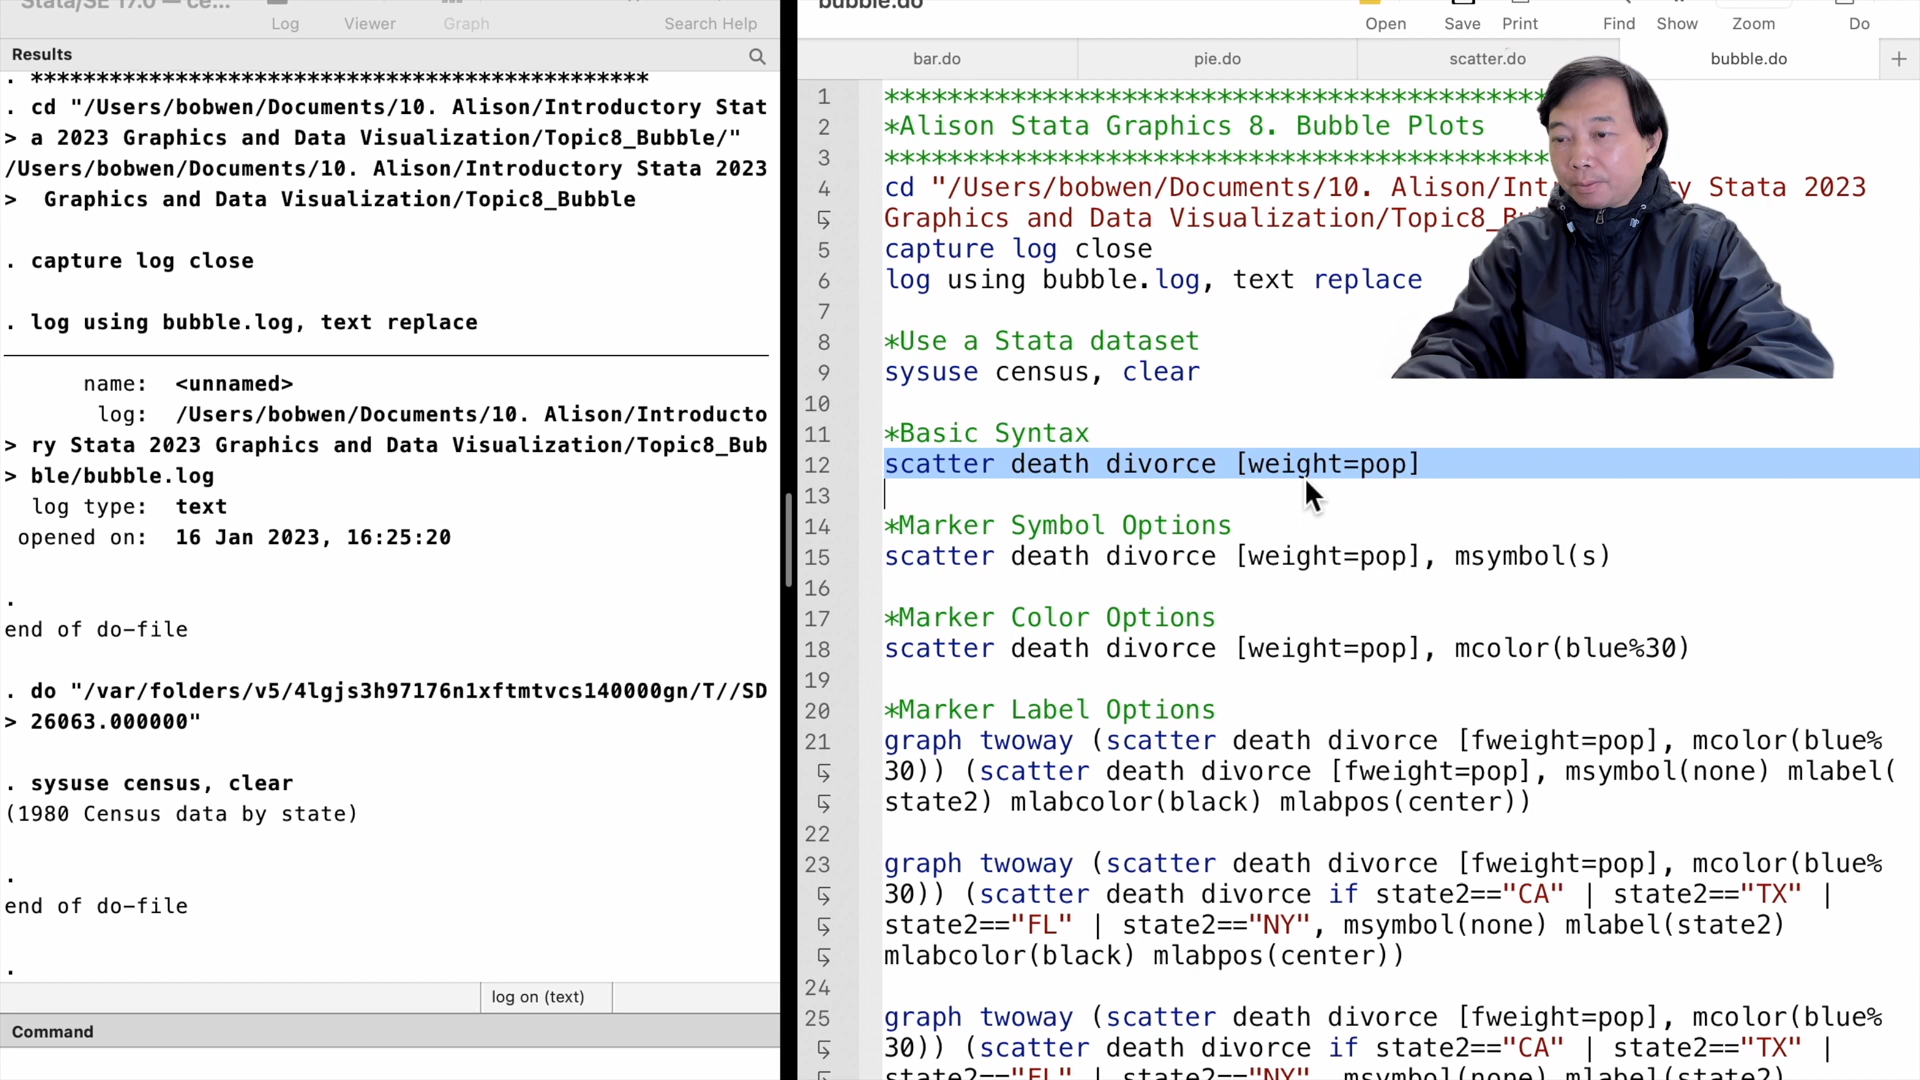 Stata/SE 17.0 — ce...
Log Viewer Graph Search Help
Results
. ***********************************************
. cd "/Users/bobwen/Documents/10. Alison/Introductory Stat
> a 2023 Graphics and Data Visualization/Topic8_Bubble/"
/Users/bobwen/Documents/10. Alison/Introductory Stata 2023
>  Graphics and Data Visualization/Topic8_Bubble
. capture log close
. log using bubble.log, text replace
name: <unnamed>
log: /Users/bobwen/Documents/10. Alison/Introducto
> ry Stata 2023 Graphics and Data Visualization/Topic8_Bub
> ble/bubble.log
log type: text
opened on: 16 Jan 2023, 16:25:20
.
end of do-file
. do "/var/folders/v5/4lgjs3h97176n1xftmtvcs140000gn/T//SD
> 26063.000000"
. sysuse census, clear
(1980 Census data by state)
.
end of do-file
.
log on (text)
Command
bubble.do
Open Save Print Find Show Zoom Do
bar.do pie.do scatter.do bubble.do +
1 ******************************************
2 *Alison Stata Graphics 8. Bubble Plots
3 ******************************************
4 cd "/Users/bobwen/Documents/10. Alison/Int ory Stata 2023
Graphics and Data Visualization/Topic8_B
5 capture log close
6 log using bubble.log, text replace
7
8 *Use a Stata dataset
9 sysuse census, clear
10
11 *Basic Syntax
12 scatter death divorce [weight=pop]
13
14 *Marker Symbol Options
15 scatter death divorce [weight=pop], msymbol(s)
16
17 *Marker Color Options
18 scatter death divorce [weight=pop], mcolor(blue%30)
19
20 *Marker Label Options
21 graph twoway (scatter death divorce [fweight=pop], mcolor(blue%
30)) (scatter death divorce [fweight=pop], msymbol(none) mlabel(
state2) mlabcolor(black) mlabpos(center))
22
23 graph twoway (scatter death divorce [fweight=pop], mcolor(blue%
30)) (scatter death divorce if state2=="CA" | state2=="TX" |
state2=="FL" | state2=="NY", msymbol(none) mlabel(state2)
mlabcolor(black) mlabpos(center))
24
25 graph twoway (scatter death divorce [fweight=pop], mcolor(blue%
30)) (scatter death divorce if state2=="CA" | state2=="TX" |
state2=="FL" | state2=="NY", msymbol(none) mlabel(state2)